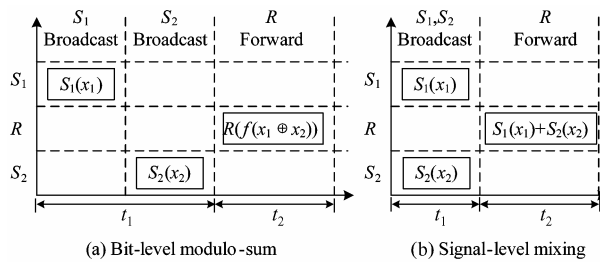 S₁ S₂ R
Broadcast Broadcast Forward
S₁ S₁(x₁)
R R(f(x₁ ⊕ x₂))
S₂ S₂(x₂)
t₁ t₂
(a) Bit-level modulo-sum
S₁,S₂ R
Broadcast Forward
S₁ S₁(x₁)
R S₁(x₁)+S₂(x₂)
S₂ S₂(x₂)
t₁ t₂
(b) Signal-level mixing